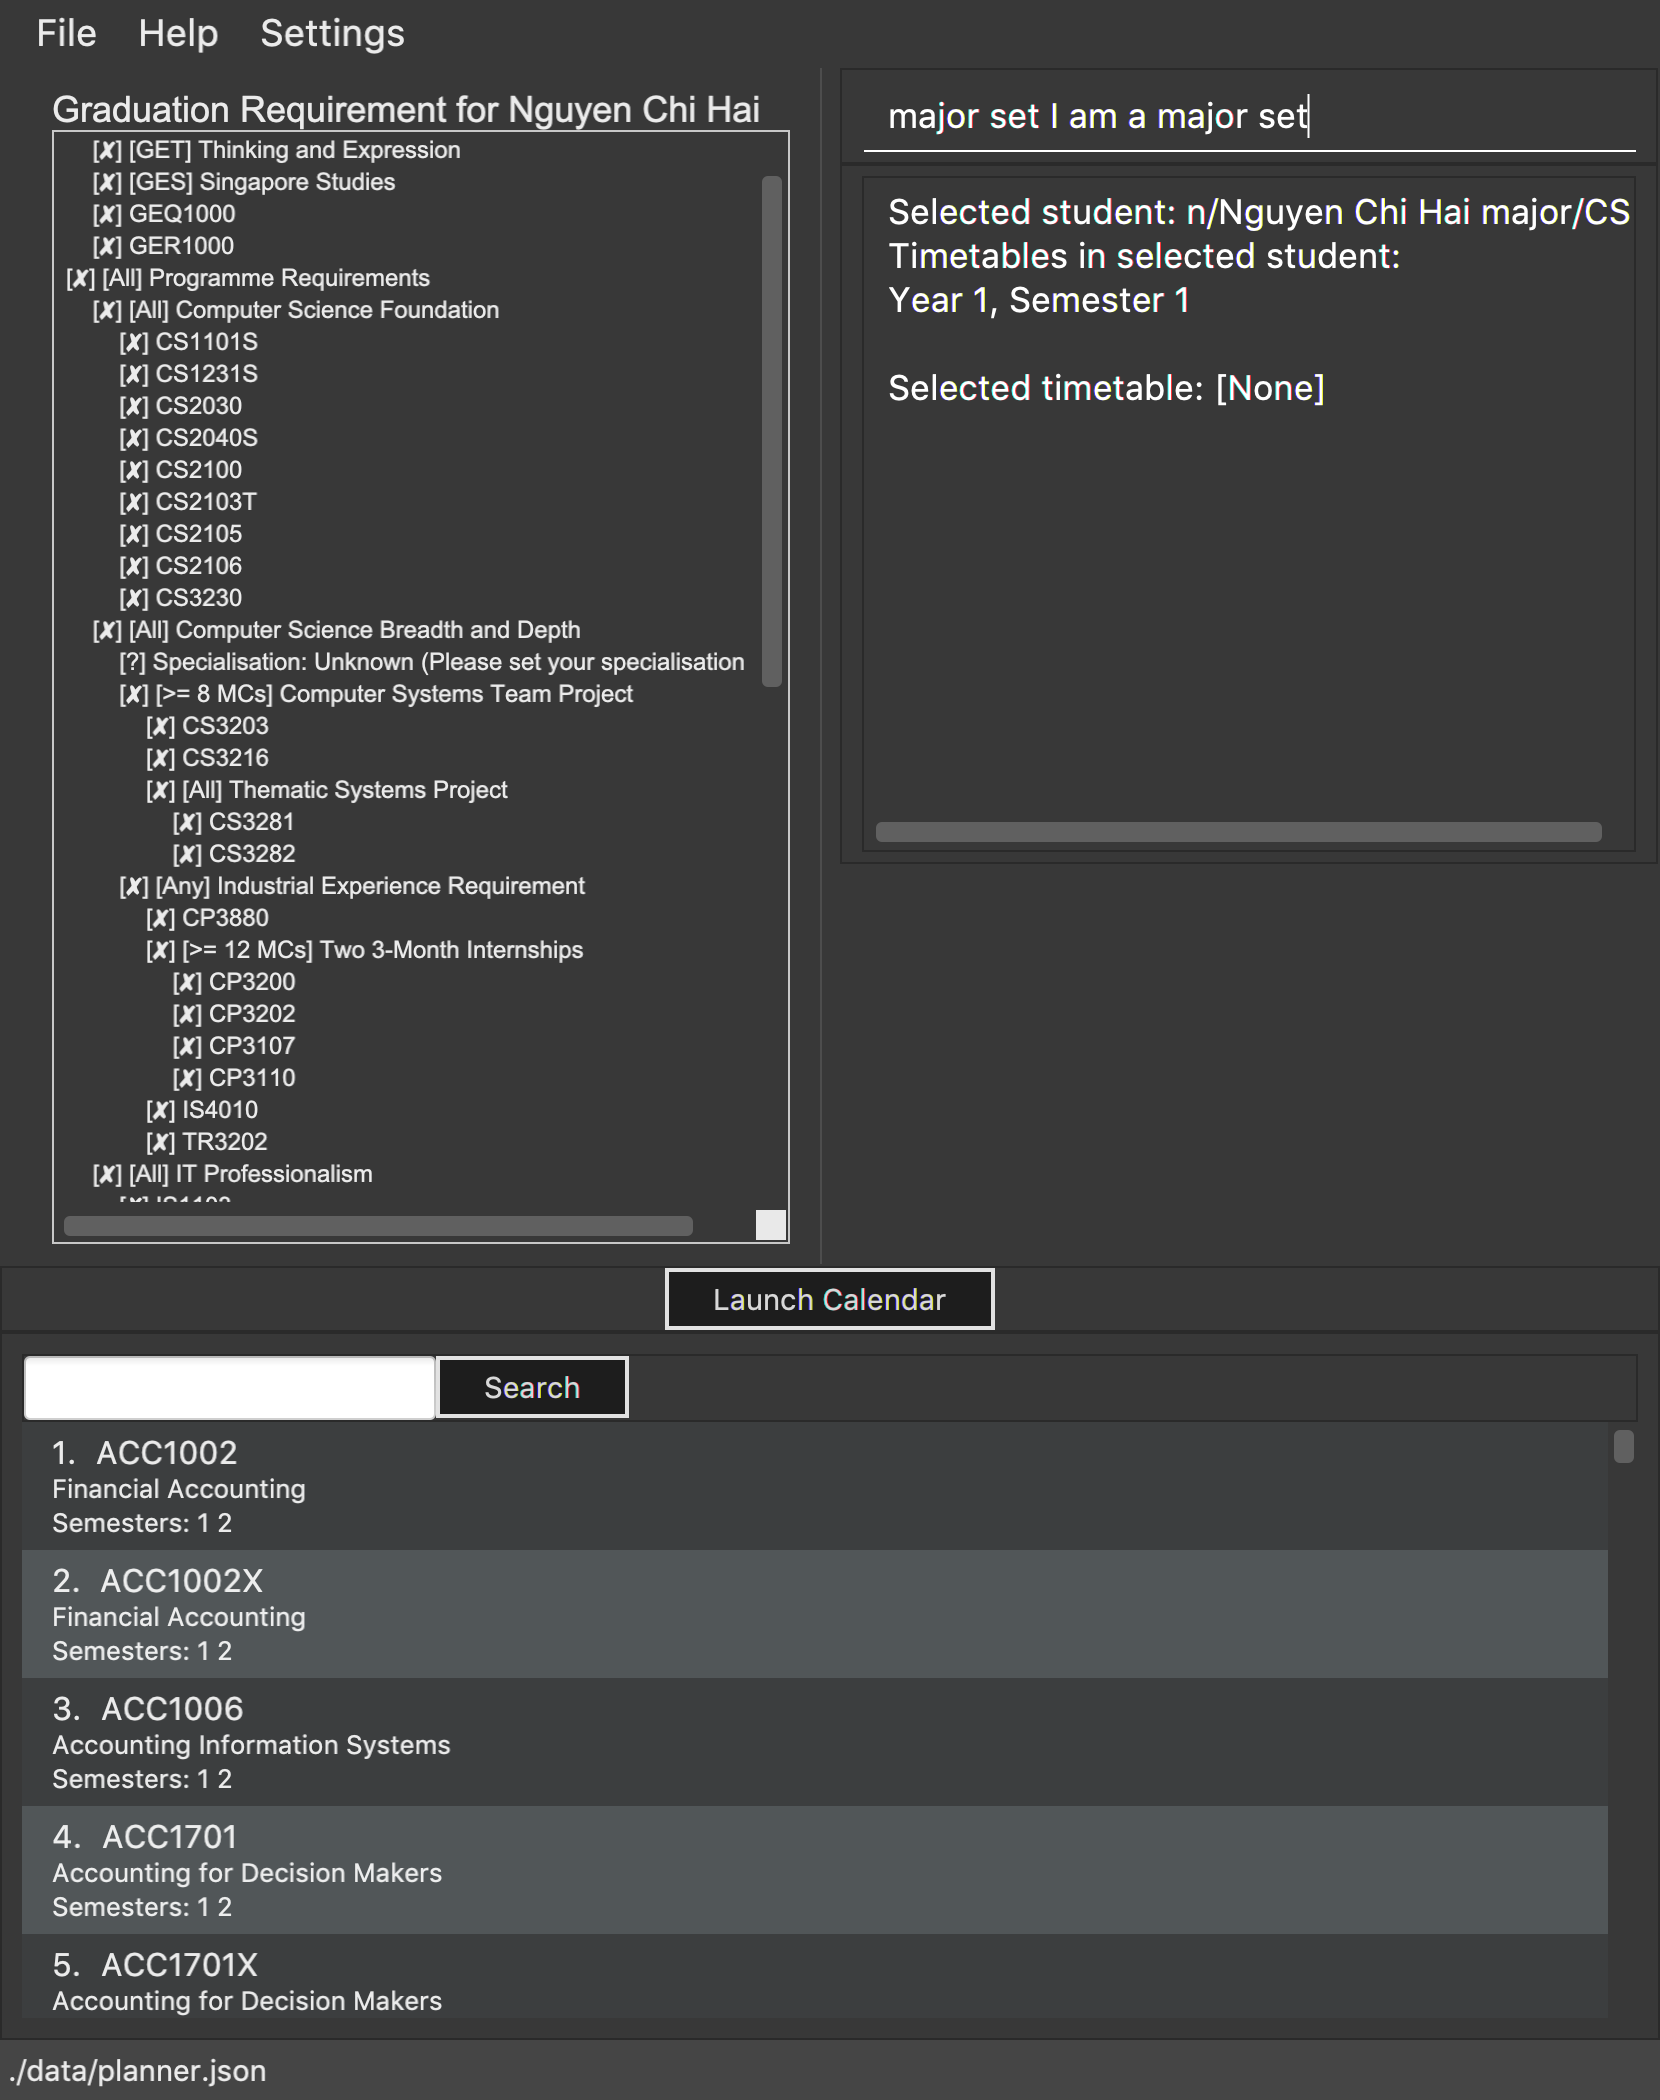 File Help Settings
Graduation Requirement for Nguyen Chi Hai
[✗] [GET] Thinking and Expression
[✗] [GES] Singapore Studies
[✗] GEQ1000
[✗] GER1000
[✗] [All] Programme Requirements
[✗] [All] Computer Science Foundation
[✗] CS1101S
[✗] CS1231S
[✗] CS2030
[✗] CS2040S
[✗] CS2100
[✗] CS2103T
[✗] CS2105
[✗] CS2106
[✗] CS3230
[✗] [All] Computer Science Breadth and Depth
[?] Specialisation: Unknown (Please set your specialisation
[✗] [>= 8 MCs] Computer Systems Team Project
[✗] CS3203
[✗] CS3216
[✗] [All] Thematic Systems Project
[✗] CS3281
[✗] CS3282
[✗] [Any] Industrial Experience Requirement
[✗] CP3880
[✗] [>= 12 MCs] Two 3-Month Internships
[✗] CP3200
[✗] CP3202
[✗] CP3107
[✗] CP3110
[✗] IS4010
[✗] TR3202
[✗] [All] IT Professionalism
major set I am a major set
Selected student: n/Nguyen Chi Hai major/CS
Timetables in selected student:
Year 1, Semester 1
Selected timetable: [None]
Launch Calendar
Search
1. ACC1002
Financial Accounting
Semesters: 1 2
2. ACC1002X
Financial Accounting
Semesters: 1 2
3. ACC1006
Accounting Information Systems
Semesters: 1 2
4. ACC1701
Accounting for Decision Makers
Semesters: 1 2
5. ACC1701X
Accounting for Decision Makers
./data/planner.json